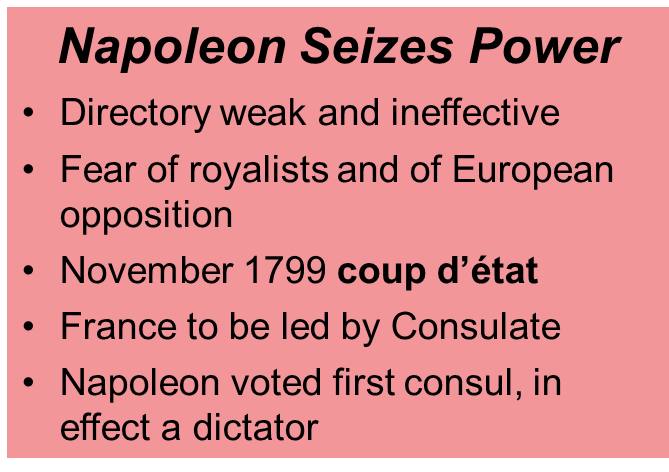 Napoleon Seizes Power
• Directory weak and ineffective
• Fear of royalists and of European
opposition
• November 1799 coup d’état
• France to be led by Consulate
• Napoleon voted first consul, in
effect a dictator